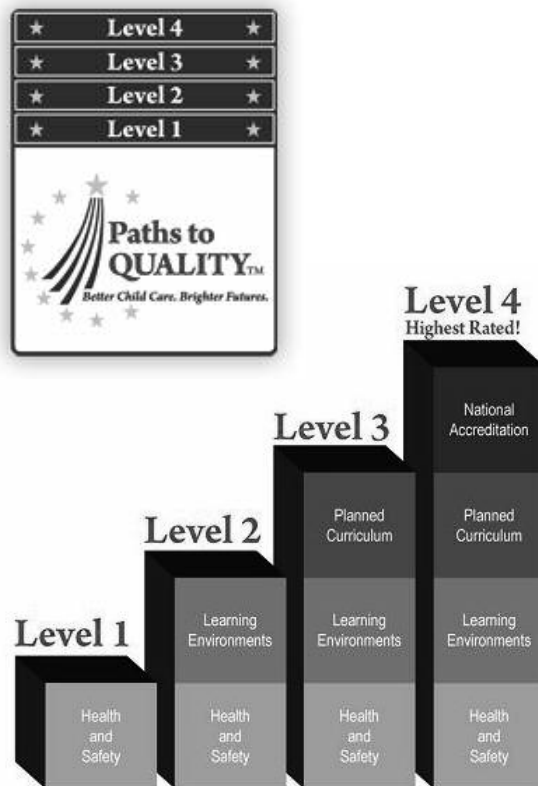 Level 4
Level 3
Level 2
Level 1
Paths to
QUALITY™
Better Child Care. Brighter Futures.
Level 4
Highest Rated!
National
Accreditation
Level 3
Planned
Curriculum
Planned
Curriculum
Level 2
Learning
Environments
Learning
Environments
Learning
Environments
Level 1
Health
and
Safety
Health
and
Safety
Health
and
Safety
Health
and
Safety